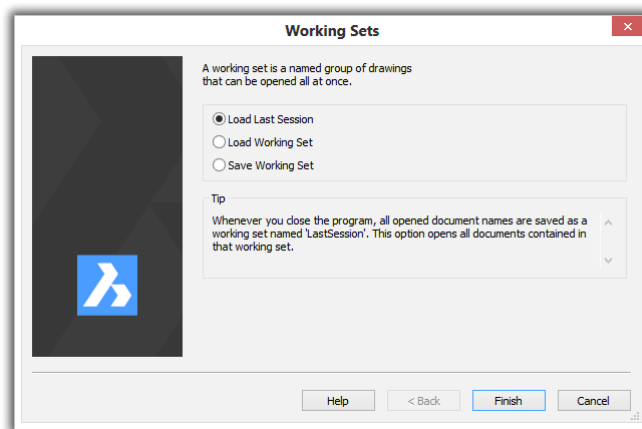 Working Sets
A working set is a named group of drawings
that can be opened all at once.
Load Last Session
Load Working Set
Save Working Set
Tip
Whenever you close the program, all opened document names are saved as a
working set named 'LastSession'. This option opens all documents contained in
that working set.
Help
< Back
Finish
Cancel